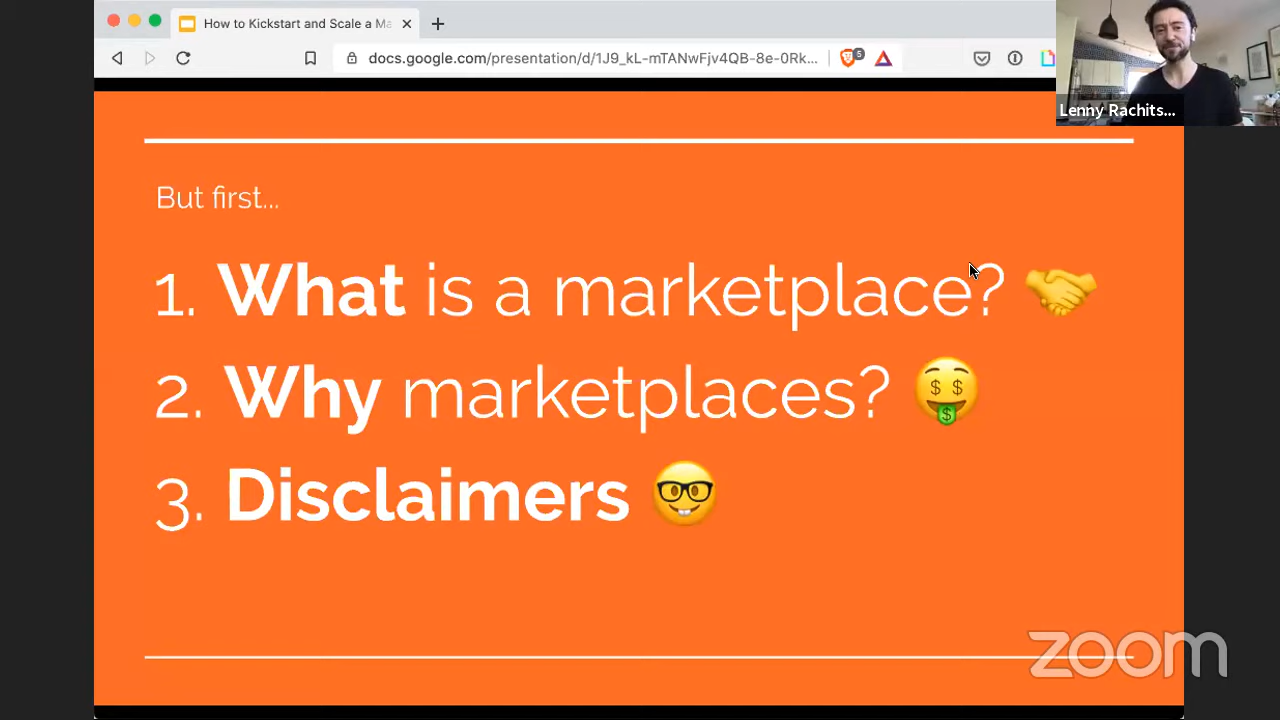 How to Kickstart and Scale a Ma
docs.google.com/presentation/d/1J9_kL-mTANwFjv4QB-8e-0Rk...
5
Lenny Rachits...
But first...
1. What is a marketplace?
2. Why marketplaces?
3. Disclaimers
zoom